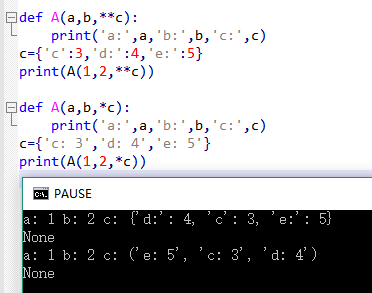 def A(a,b,**c):
    print('a:',a,'b:',b,'c:',c)
c={'c':3,'d:':4,'e:':5}
print(A(1,2,**c))
def A(a,b,*c):
    print('a:',a,'b:',b,'c:',c)
c={'c: 3','d: 4','e: 5'}
print(A(1,2,*c))
C:\.
PAUSE
a: 1 b: 2 c: {'d:': 4, 'c': 3, 'e:': 5}
None
a: 1 b: 2 c: ('e: 5', 'c: 3', 'd: 4')
None